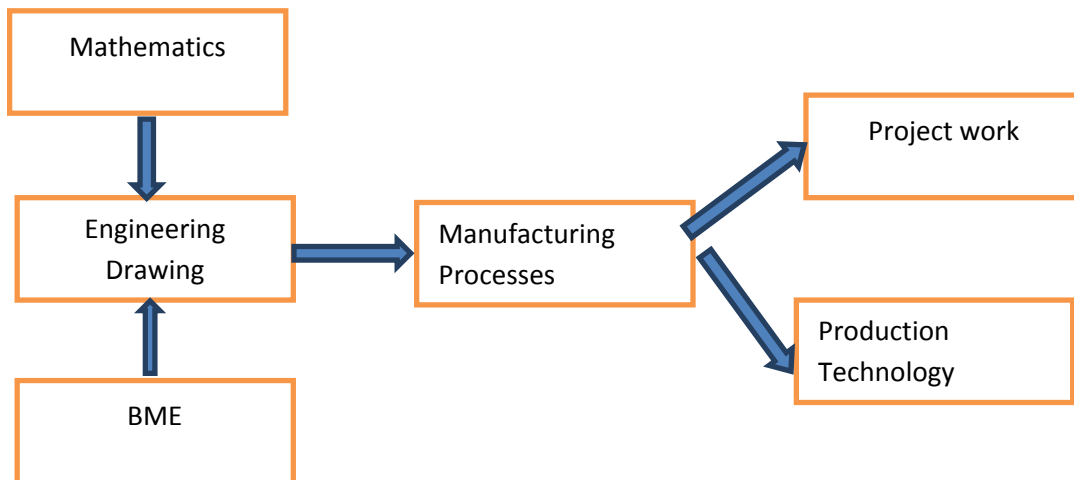 Mathematics
Engineering
Drawing
BME
Manufacturing
Processes
Project work
Production
Technology